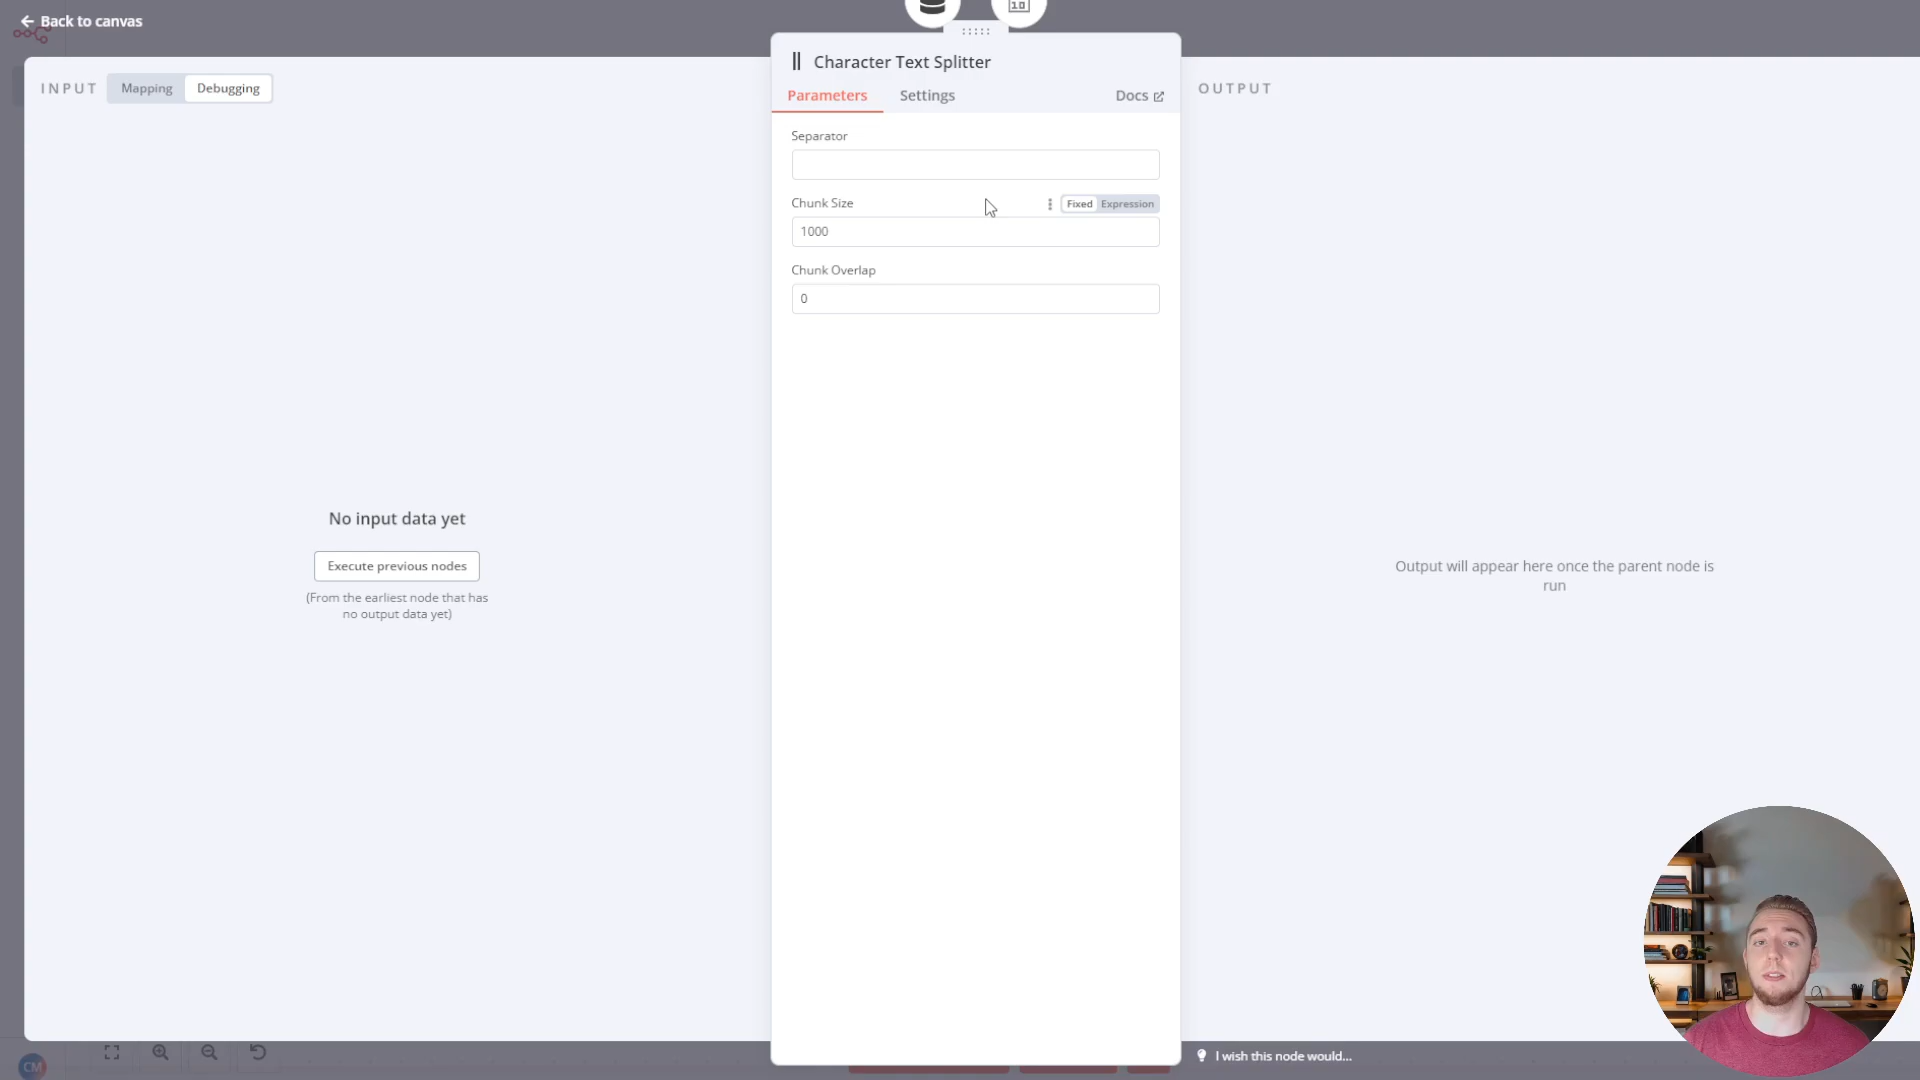 Back to canvas
INPUT
Mapping
Debugging
No input data yet
Execute previous nodes
(From the earliest node that has
no output data yet)
Character Text Splitter
Parameters
Settings
Docs
Separator
Chunk Size
Fixed
Expression
1000
Chunk Overlap
0
OUTPUT
Output will appear here once the parent node is
run
I wish this node would...
CM